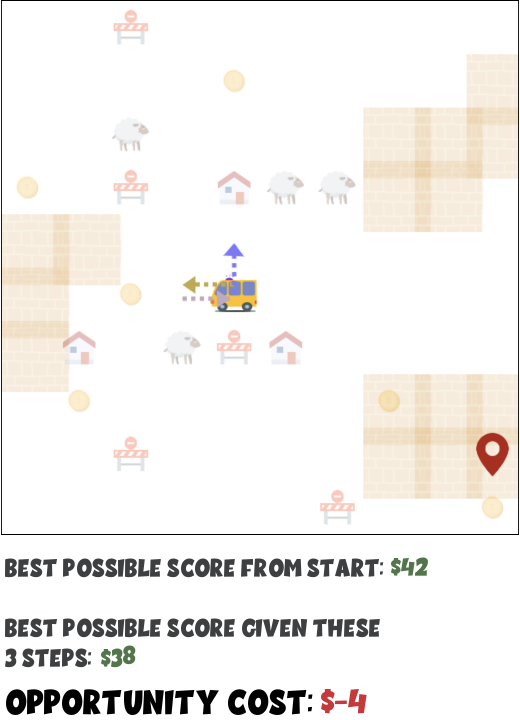 BEST POSSIBLE SCORE FROM START: $42
BEST POSSIBLE SCORE GIVEN THESE
3 STEPS: $38
OPPORTUNITY COST: $-4